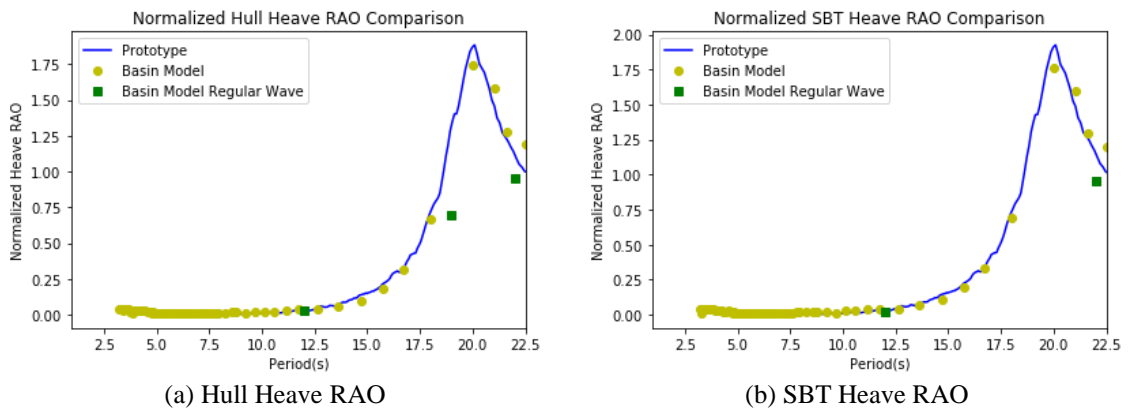 Normalized Hull Heave RAO Comparison
Prototype
Basin Model
Basin Model Regular Wave
Normalized Heave RAO
1.75
1.50
1.25
1.00
0.75
0.50
0.25
0.00
2.5 5.0 7.5 10.0 12.5 15.0 17.5 20.0 22.5
Period(s)
(a) Hull Heave RAO
Normalized SBT Heave RAO Comparison
Prototype
Basin Model
Basin Model Regular Wave
Normalized Heave RAO
2.00
1.75
1.50
1.25
1.00
0.75
0.50
0.25
0.00
2.5 5.0 7.5 10.0 12.5 15.0 17.5 20.0 22.5
Period(s)
(b) SBT Heave RAO